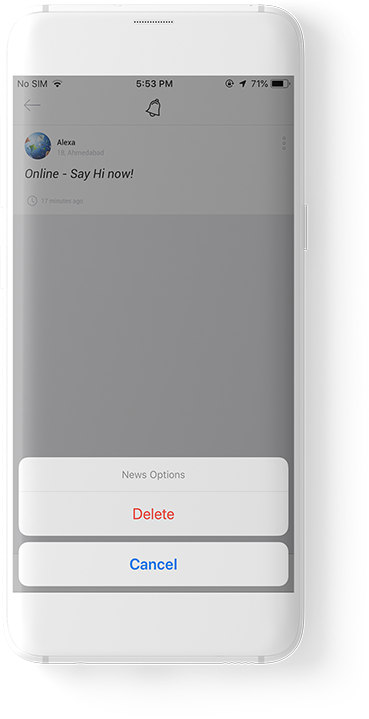 No SIM 5:53 PM 71%
Alexa
18, Ahmedabad
Online - Say Hi now!
17 minutes ago
News Options
Delete
Cancel